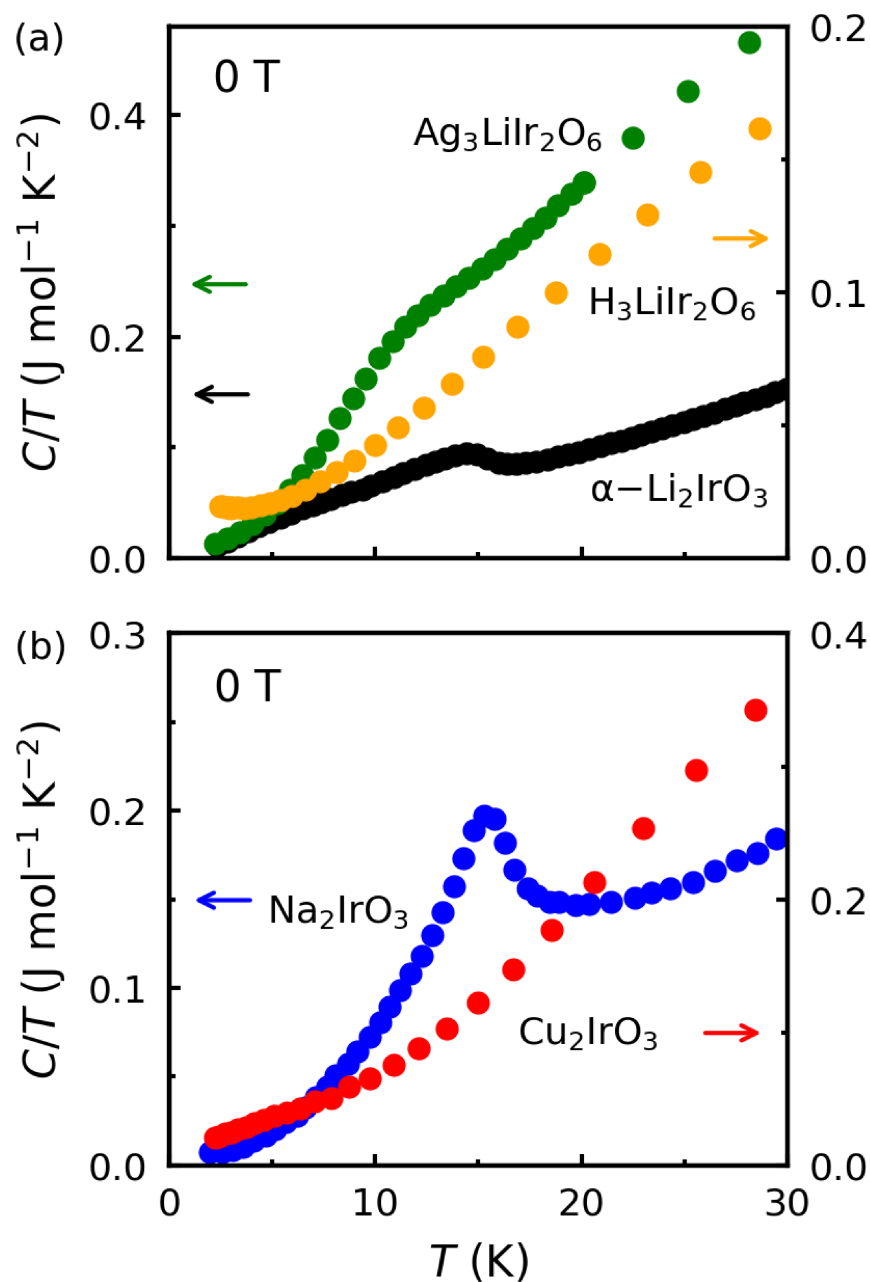 (a)
0 T
Ag₃LiIr₂O₆
H₃LiIr₂O₆
α−Li₂IrO₃
C/T (J mol⁻¹ K⁻²)
0.4
0.2
0.0
0.2
0.1
0.0
(b)
0 T
Na₂IrO₃
Cu₂IrO₃
C/T (J mol⁻¹ K⁻²)
0.3
0.2
0.1
0.0
0.4
0.2
0.0
0 10 20 30
T (K)